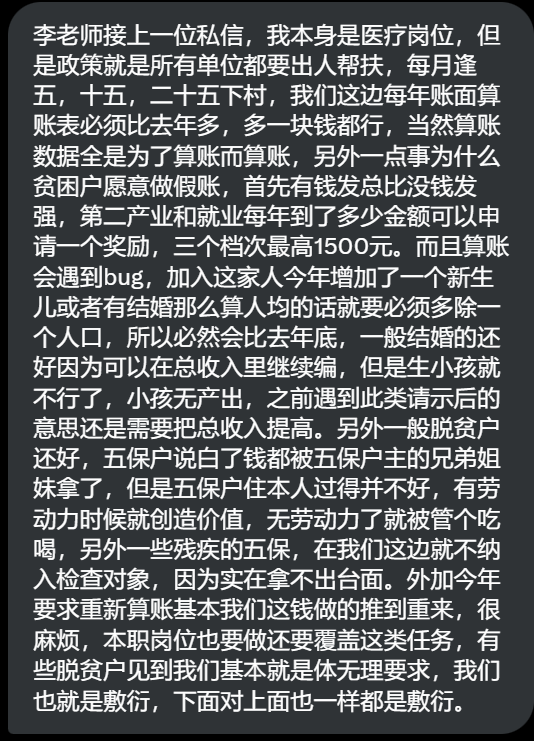 李老师接上一位私信，我本身是医疗岗位，但
是政策就是所有单位都要出人帮扶，每月逢
五，十五，二十五下村，我们这边每年账面算
账表必须比去年多，多一块钱都行，当然算账
数据全是为了算账而算账，另外一点事为什么
贫困户愿意做假账，首先有钱发总比没钱发
强，第二产业和就业每年到了多少金额可以申
请一个奖励，三个档次最高1500元。而且算账
会遇到bug，加入这家人今年增加了一个新生
儿或者有结婚那么算人均的话就要必须多除一
个人口，所以必然会比去年底，一般结婚的还
好因为可以在总收入里继续编，但是生小孩就
不行了，小孩无产出，之前遇到此类请示后的
意思还是需要把总收入提高。另外一般脱贫户
还好，五保户说白了钱都被五保户主的兄弟姐
妹拿了，但是五保户住本人过得并不好，有劳
动力时候就创造价值，无劳动力了就被管个吃
喝，另外一些残疾的五保，在我们这边就不纳
入检查对象，因为实在拿不出台面。外加今年
要求重新算账基本我们这钱做的推到重来，很
麻烦，本职岗位也要做还要覆盖这类任务，有
些脱贫户见到我们基本就是体无理要求，我们
也就是敷衍，下面对上面也一样都是敷衍。